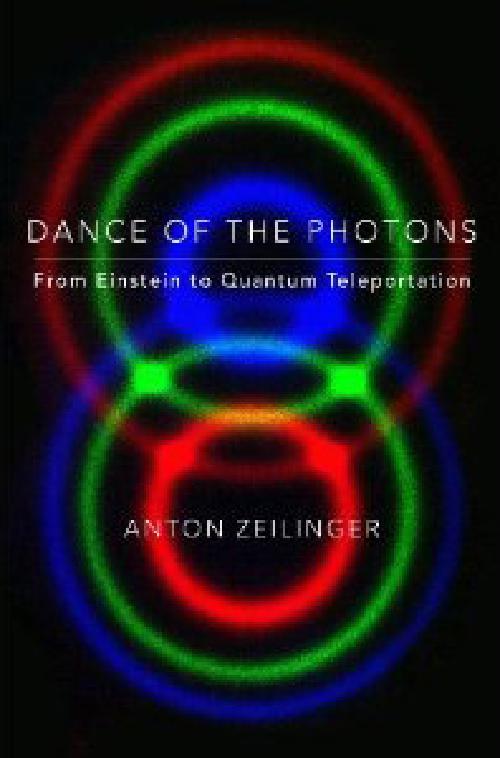 DANCE OF THE PHOTONS
From Einstein to Quantum Teleportation
ANTON ZEILINGER